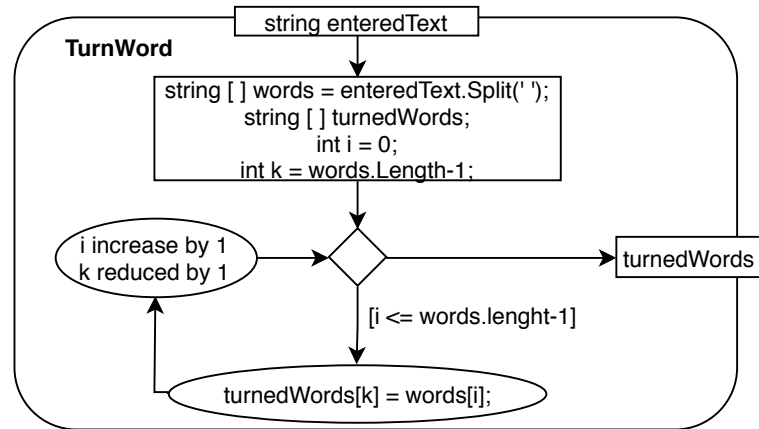 string enteredText
TurnWord
string [ ] words = enteredText.Split(' ');
string [ ] turnedWords;
int i = 0;
int k = words.Length-1;
i increase by 1
k reduced by 1
turnedWords
[i <= words.lenght-1]
turnedWords[k] = words[i];